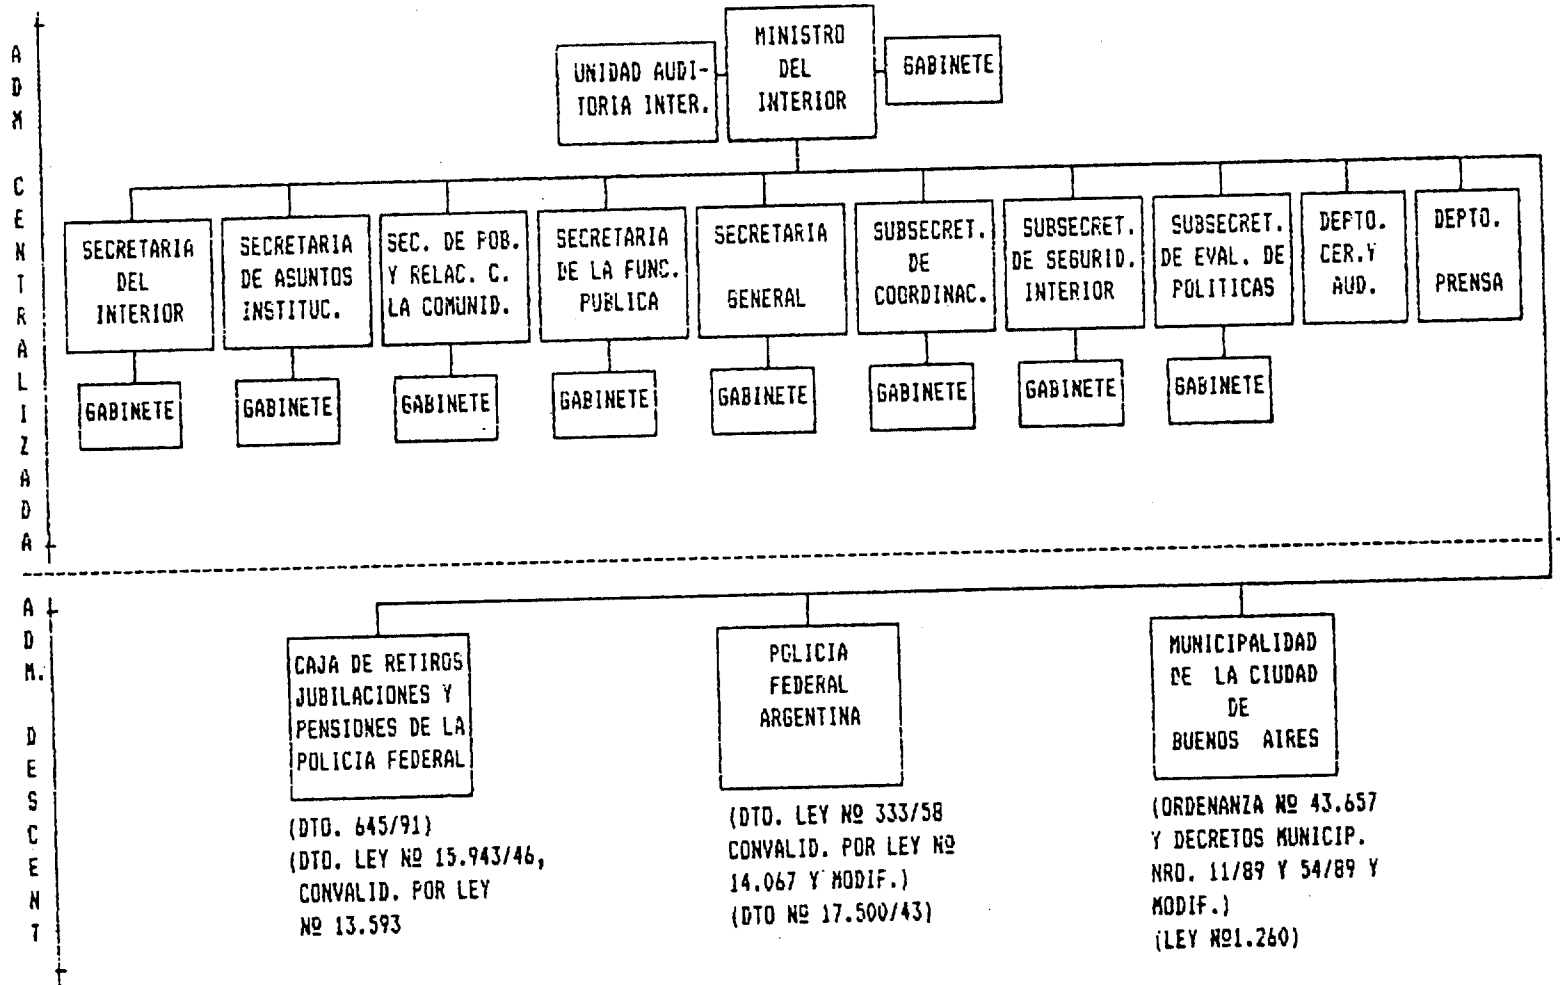 ADM CENTRALIZADA
UNIDAD AUDI-
TORIA INTER.
MINISTRO
DEL
INTERIOR
GABINETE
SECRETARIA
DEL
INTERIOR
SECRETARIA
DE ASUNTOS
INSTITUC.
SEC. DE POB.
Y RELAC. C.
LA COMUNID.
SECRETARIA
DE LA FUNC.
PUBLICA
SECRETARIA
GENERAL
SUBSECRET.
DE
COORDINAC.
SUBSECRET.
DE SEGURID.
INTERIOR
SUBSECRET.
DE EVAL. DE
POLITICAS
DEPTO.
CER.Y
AUD.
DEPTO.
PRENSA
GABINETE
GABINETE
GABINETE
GABINETE
GABINETE
GABINETE
GABINETE
GABINETE
ADM. DESCENT
CAJA DE RETIROS
JUBILACIONES Y
PENSIONES DE LA
POLICIA FEDERAL
(DTO. 645/91)
(DTO. LEY Nº 15.943/46,
CONVALID. POR LEY
Nº 13.593
POLICIA
FEDERAL
ARGENTINA
(DTO. LEY Nº 333/58
CONVALID. POR LEY Nº
14.067 Y MODIF.)
(DTO Nº 17.500/43)
MUNICIPALIDAD
DE LA CIUDAD
DE
BUENOS AIRES
(ORDENANZA Nº 43.657
Y DECRETOS MUNICIP.
NRO. 11/89 Y 54/89 Y
MODIF.)
(LEY Nº1.260)